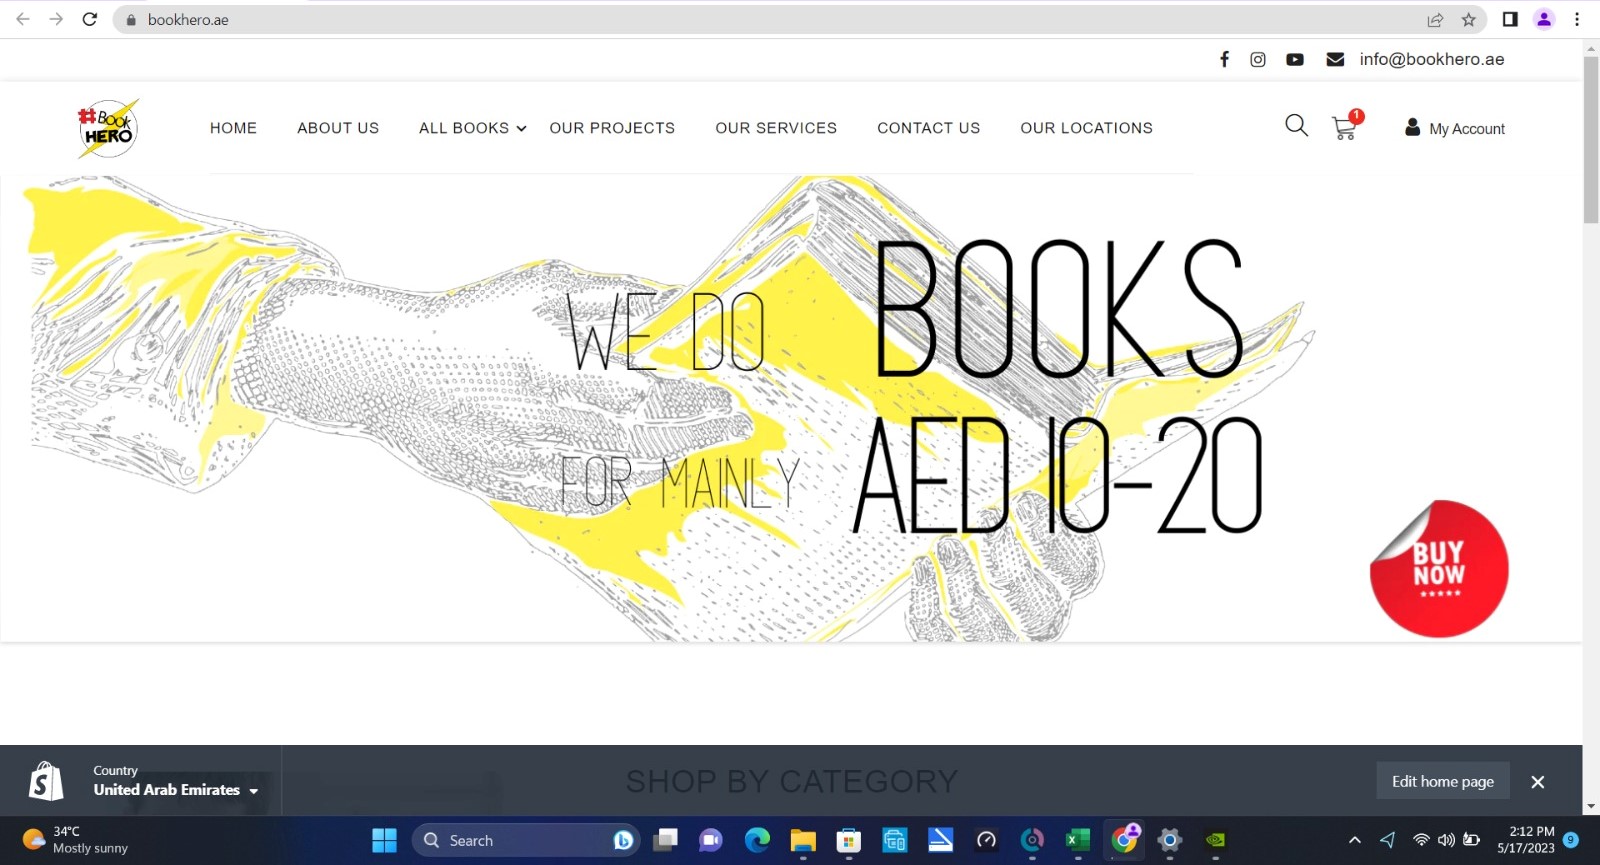 bookhero.ae
info@bookhero.ae
#Book
HERO
HOME ABOUT US ALL BOOKS OUR PROJECTS OUR SERVICES CONTACT US OUR LOCATIONS
1
My Account
WE DO BOOKS
FOR MAINLY AED 10-20
BUY
NOW
SHOP BY CATEGORY
Country
United Arab Emirates
Edit home page
34°C
Mostly sunny
Search
2:12 PM
5/17/2023
9